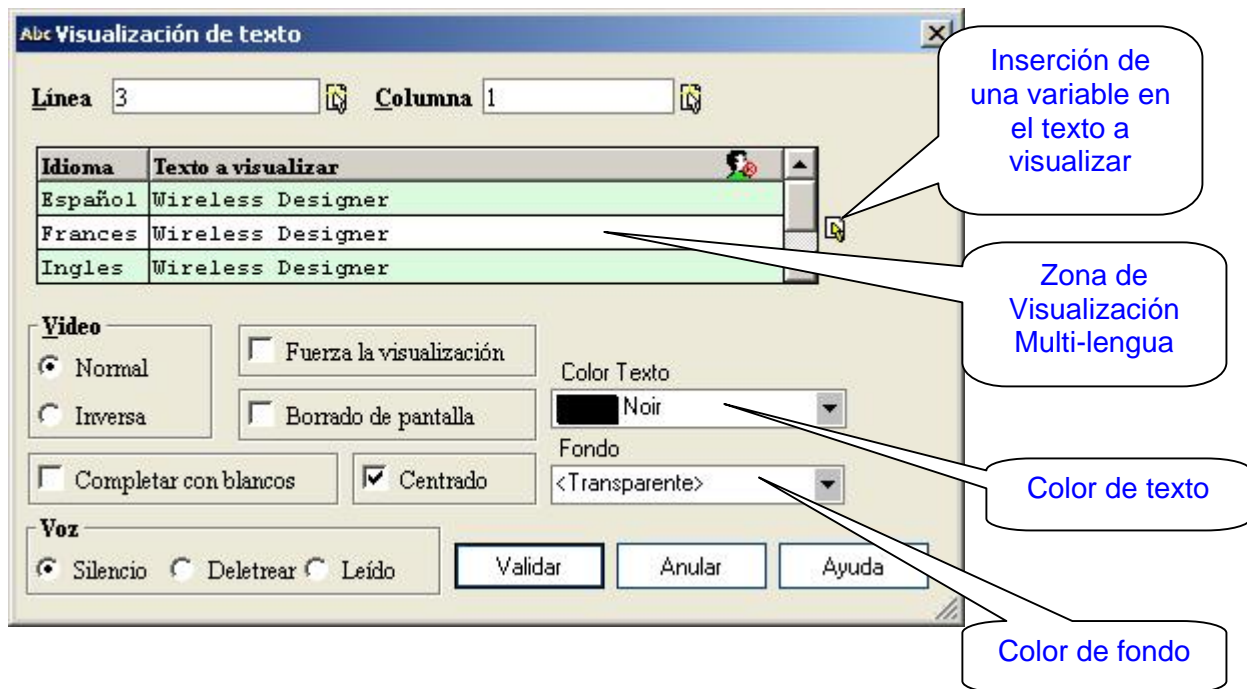 Abc Visualización de texto
Línea 3 Columna 1
Inserción de
una variable en
el texto a
visualizar
Idioma Texto a visualizar
Español Wireless Designer
Frances Wireless Designer
Ingles Wireless Designer
Zona de
Visualización
Multi-lengua
Video
Normal
Inversa
Fuerza la visualización
Borrado de pantalla
Color Texto
Noir
Fondo
<Transparente>
Completar con blancos
Centrado
Color de texto
Voz
Silencio Deletrear Leído
Validar Anular Ayuda
Color de fondo